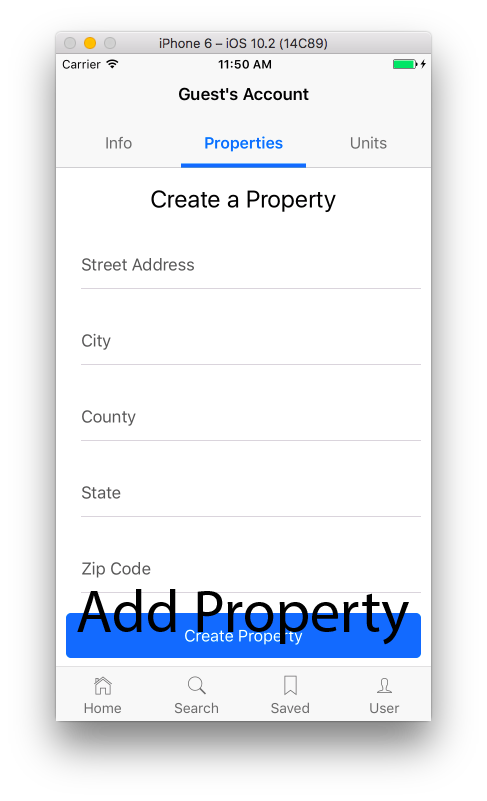 iPhone 6 – iOS 10.2 (14C89)
Carrier 11:50 AM
Guest's Account
Info Properties Units
Create a Property
Street Address
City
County
State
Zip Code
Add Property
Create Property
Home Search Saved User